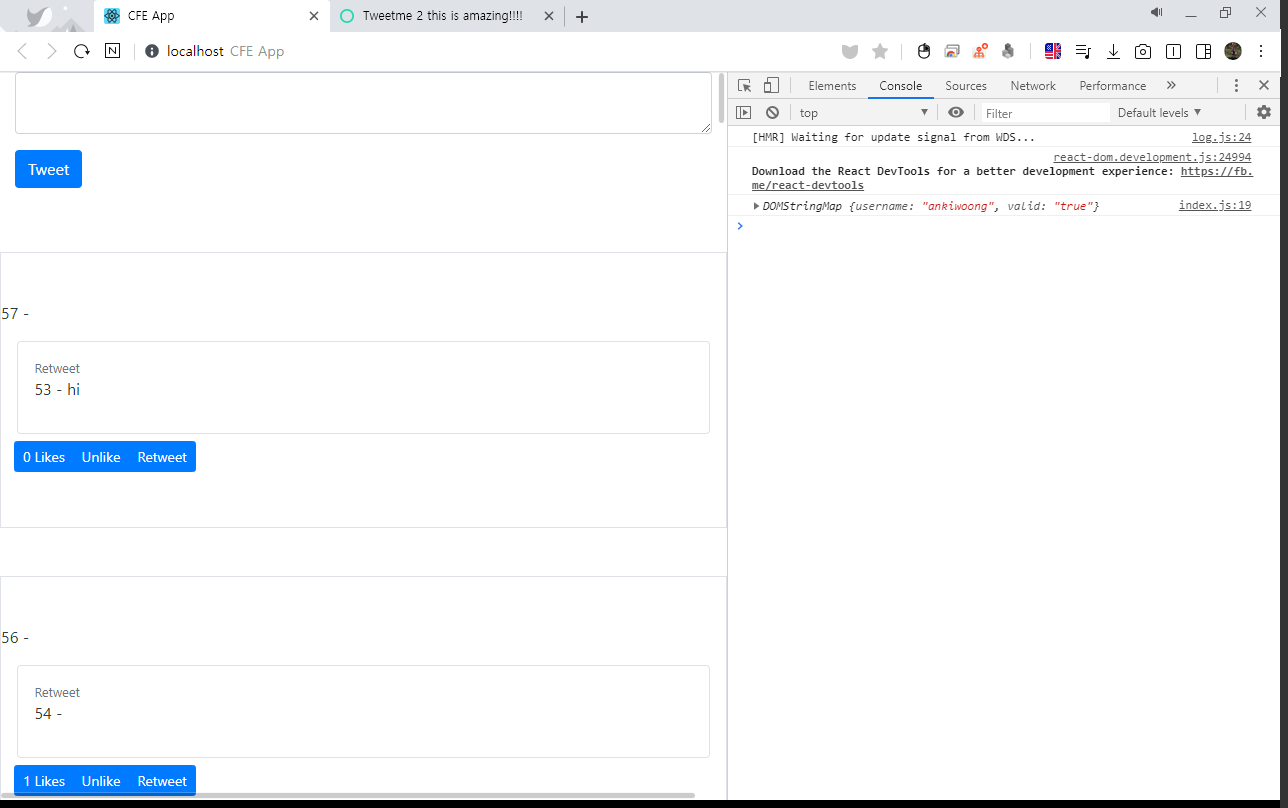 CFE App
Tweetme 2 this is amazing!!!!
localhost CFE App
Tweet
57 -
Retweet
53 - hi
0 Likes Unlike Retweet
56 -
Retweet
54 -
1 Likes Unlike Retweet
Elements Console Sources Network Performance
top Filter Default levels ▼
[HMR] Waiting for update signal from WDS... log.js:24
react-dom.development.js:24994
Download the React DevTools for a better development experience: https://fb.
me/react-devtools
DOMStringMap {username: "ankiwoong", valid: "true"} index.js:19